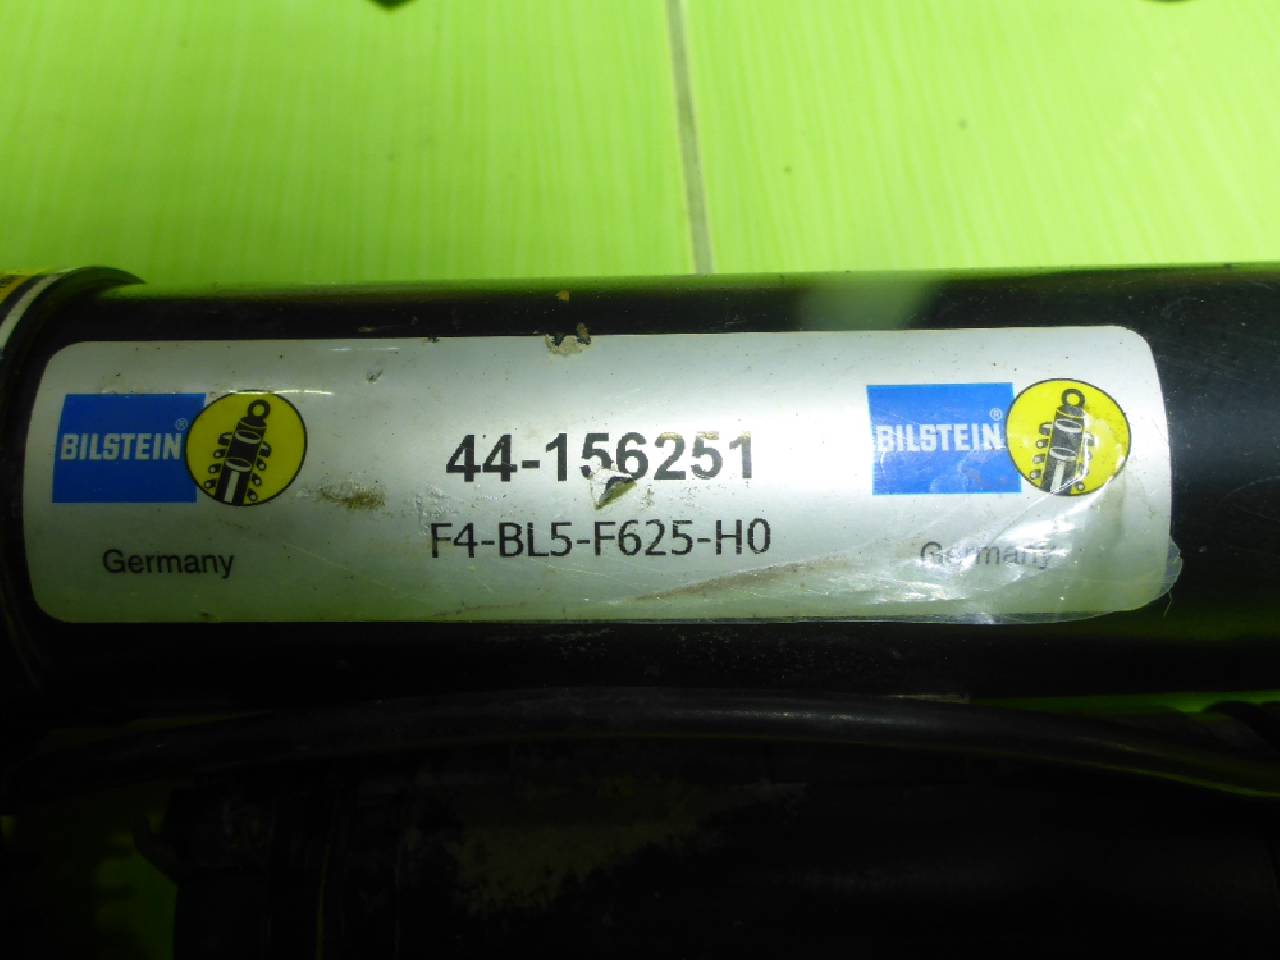 BILSTEIN®
44-156251
BILSTEIN®
F4-BL5-F625-H0
Germany
Germany